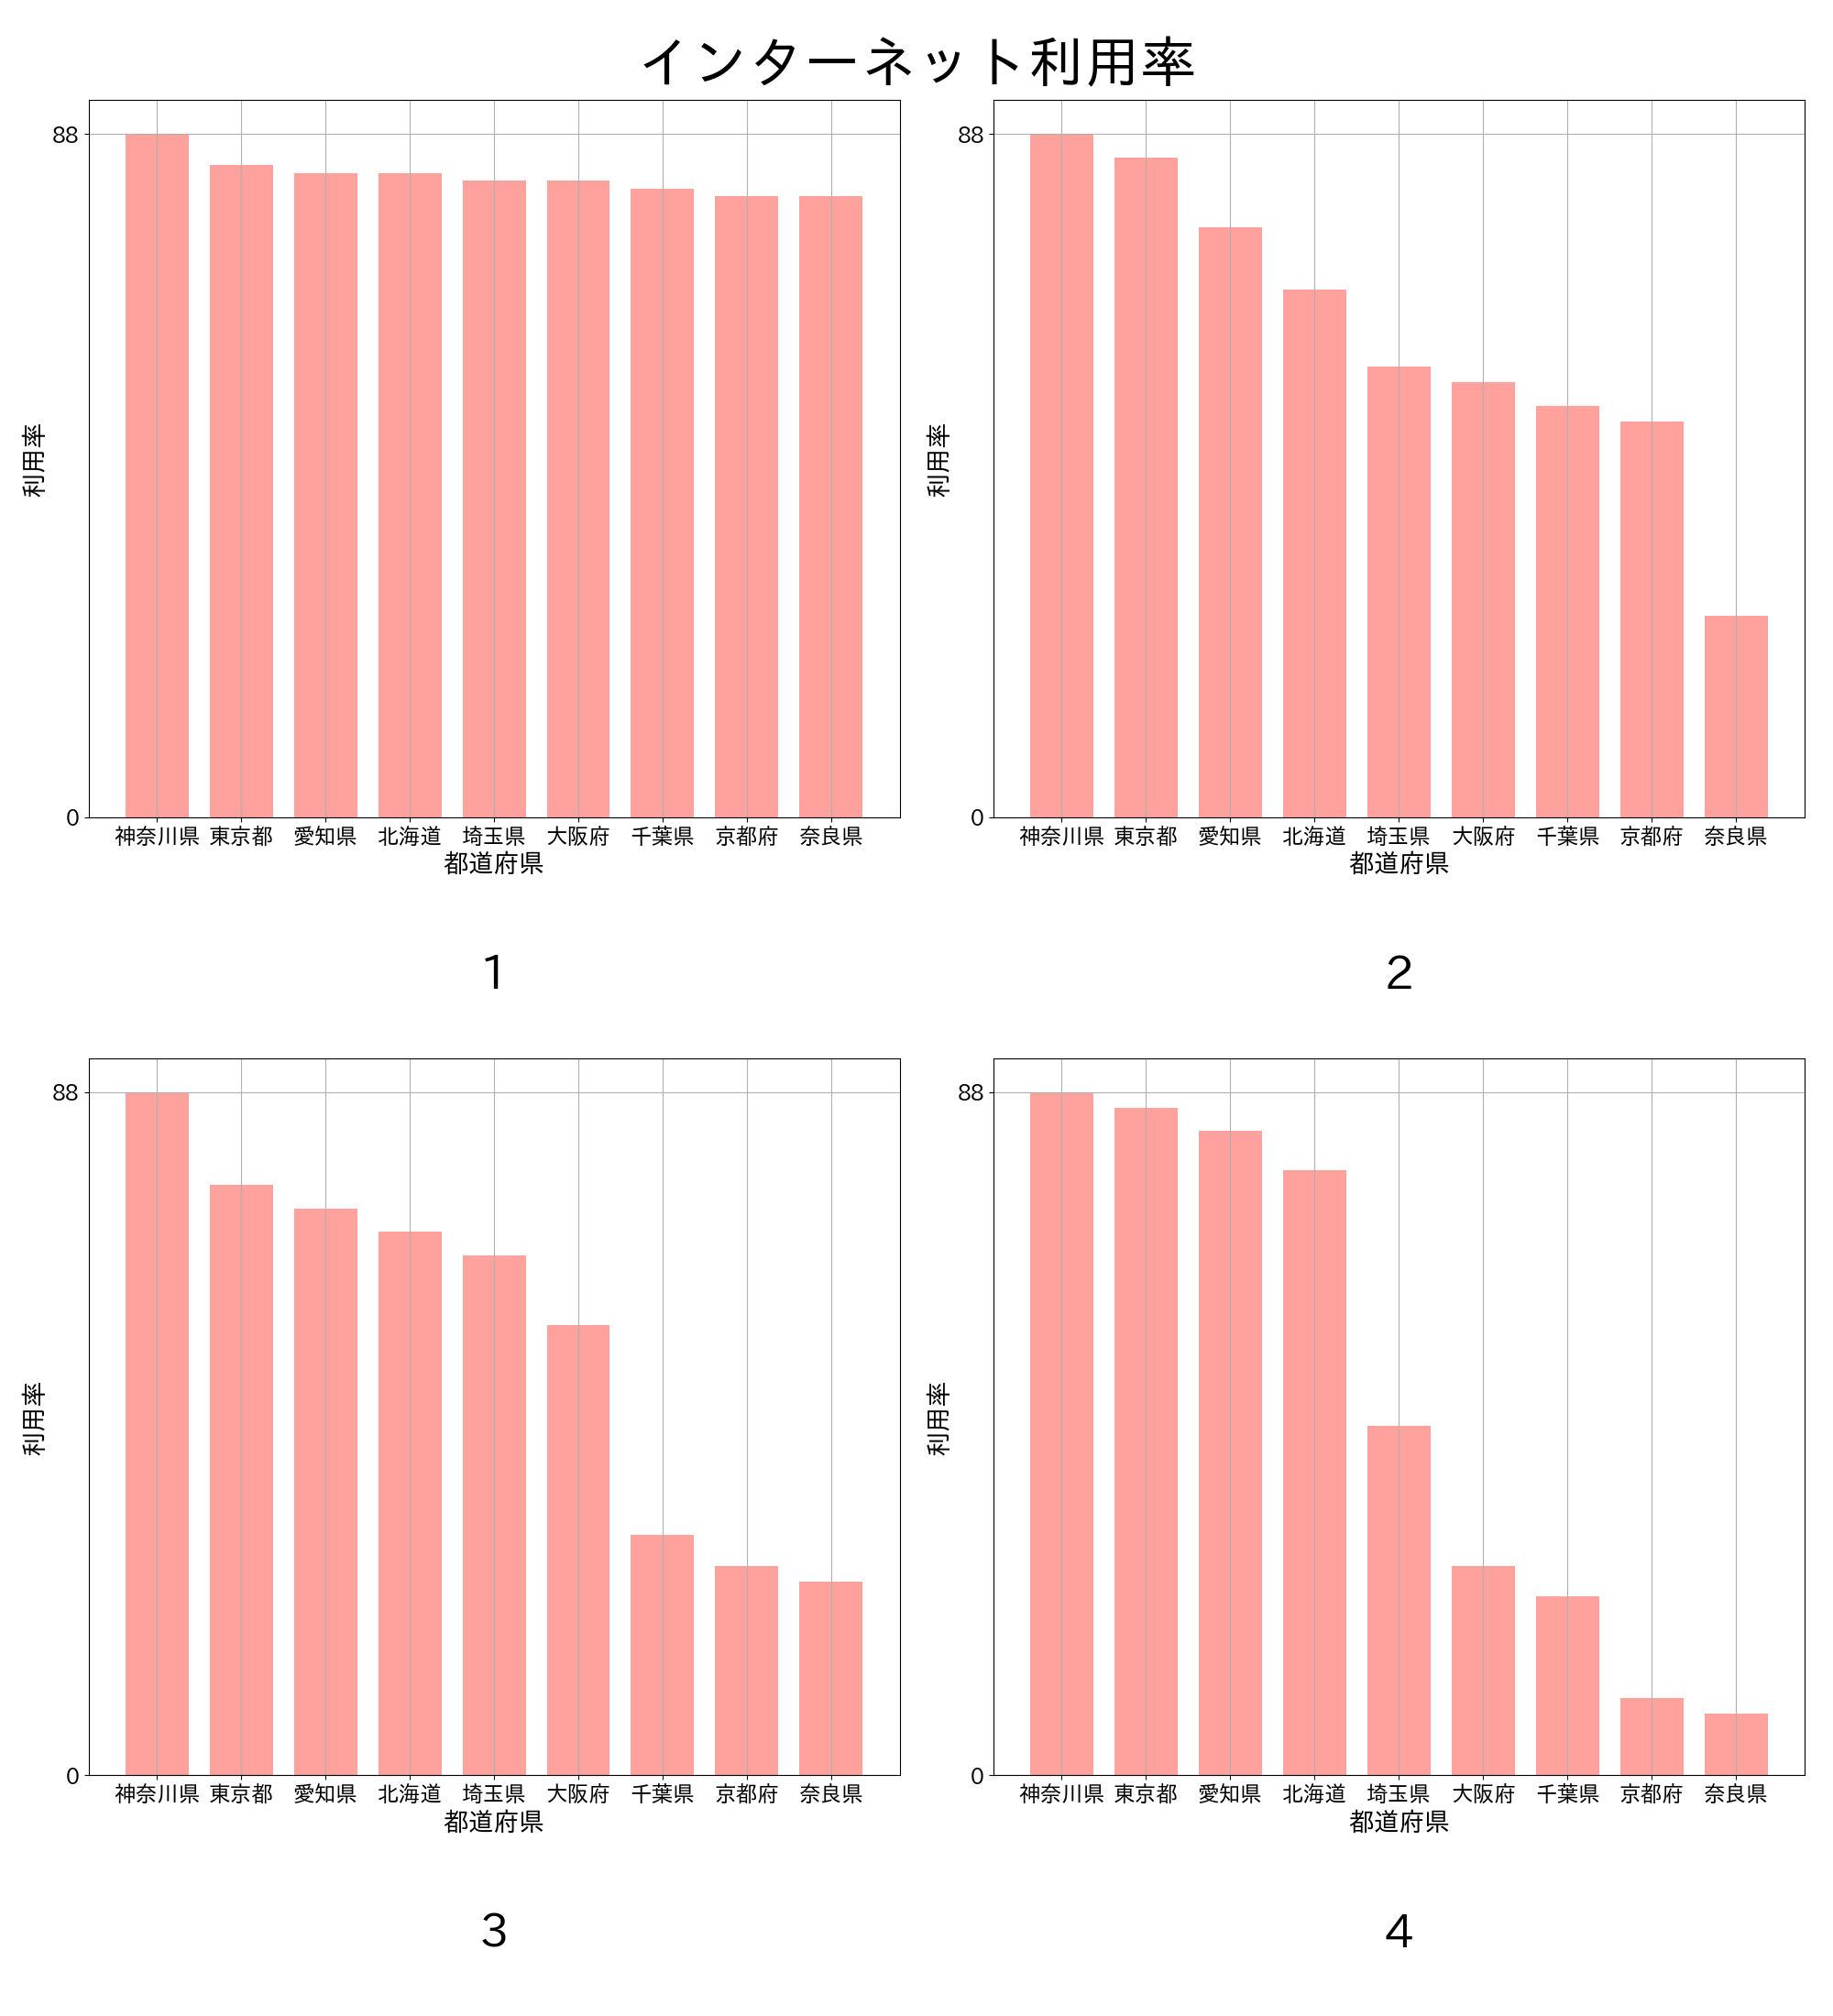 インターネット利用率
88
0
利用率
神奈川県 東京都 愛知県 北海道 埼玉県 大阪府 千葉県 京都府 奈良県
都道府県
1
88
0
利用率
神奈川県 東京都 愛知県 北海道 埼玉県 大阪府 千葉県 京都府 奈良県
都道府県
2
88
0
利用率
神奈川県 東京都 愛知県 北海道 埼玉県 大阪府 千葉県 京都府 奈良県
都道府県
3
88
0
利用率
神奈川県 東京都 愛知県 北海道 埼玉県 大阪府 千葉県 京都府 奈良県
都道府県
4